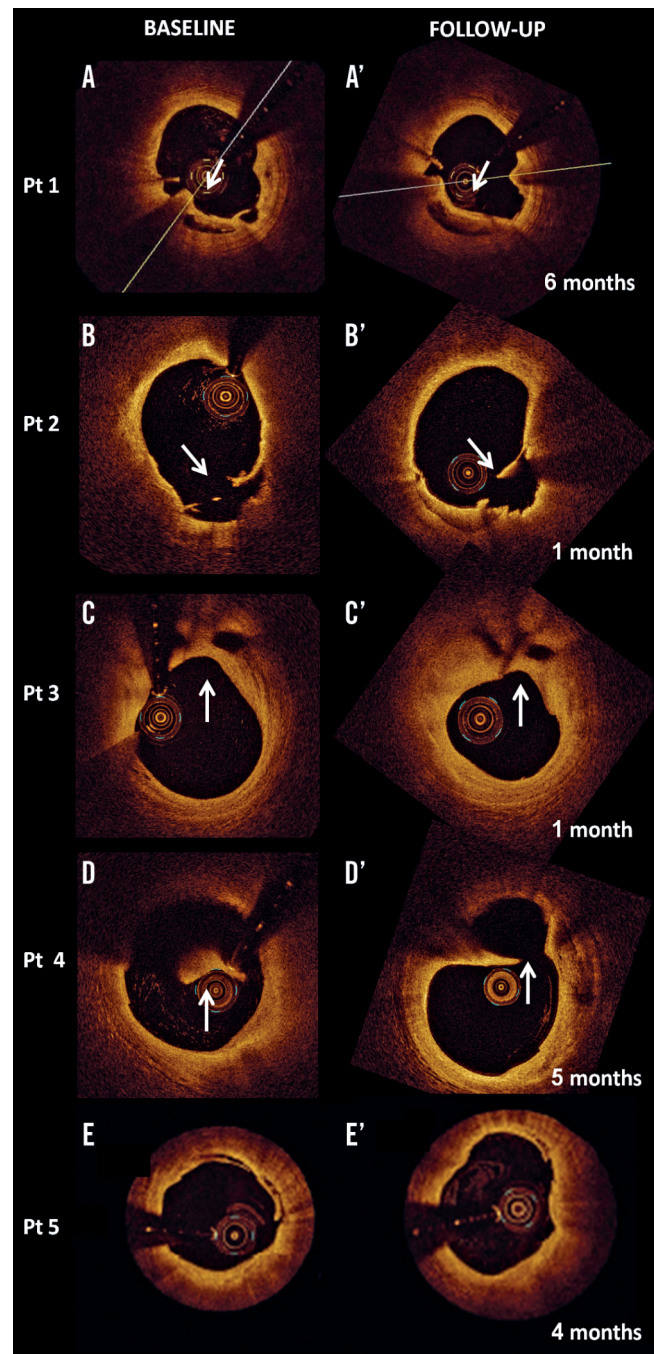 BASELINE FOLLOW-UP
A A’
Pt 1
6 months
B B’
Pt 2
1 month
C C’
Pt 3
1 month
D D’
Pt 4
5 months
E E’
Pt 5
4 months